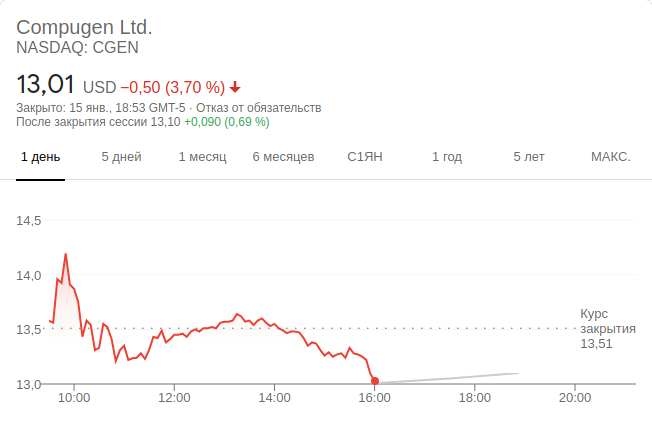 Compugen Ltd.
NASDAQ: CGEN
13,01 USD −0,50 (3,70 %)
Закрыто: 15 янв., 18:53 GMT-5 · Отказ от обязательств
После закрытия сессии 13,10 +0,090 (0,69 %)
1 день 5 дней 1 месяц 6 месяцев С1ЯН 1 год 5 лет МАКС.
14,5
14,0
13,5
13,0
Курс
закрытия
13,51
10:00 12:00 14:00 16:00 18:00 20:00